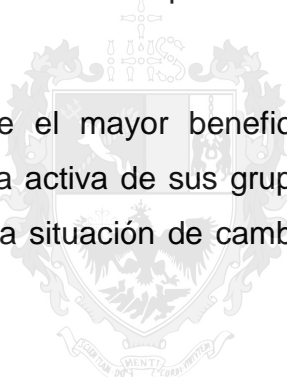 e el mayor benefic
a activa de sus grup
a situación de camb